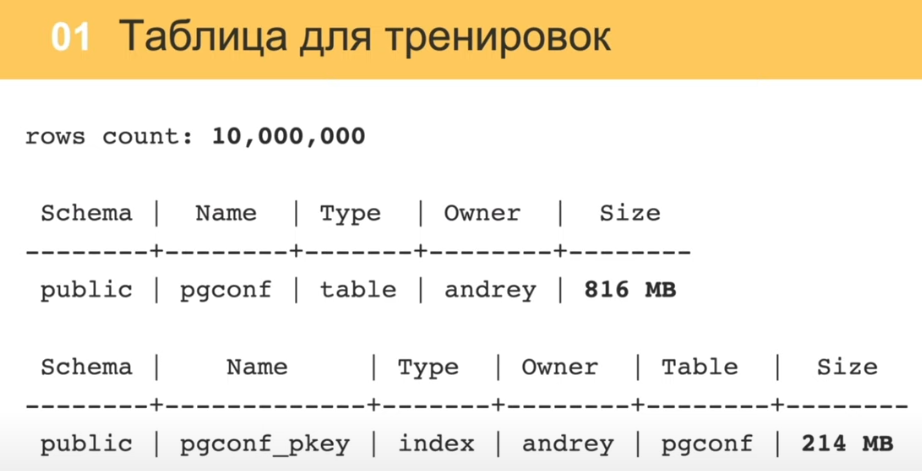 01 Таблица для тренировок
rows count: 10,000,000
Schema | Name | Type | Owner | Size
--------+--------+-------+--------+--------
public | pgconf | table | andrey | 816 MB
Schema | Name | Type | Owner | Table | Size
--------+-------------+-------+--------+--------+--------
public | pgconf_pkey | index | andrey | pgconf | 214 MB